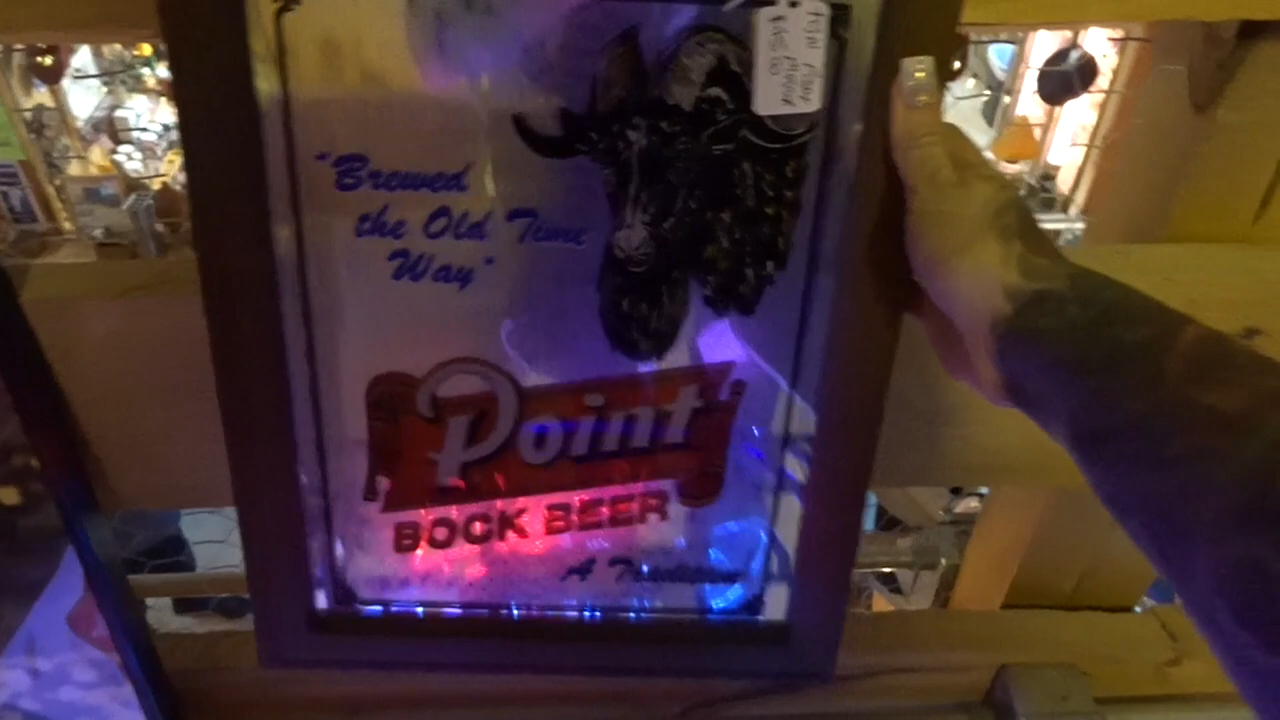 "Brewed
the Old Time
Way"
Point
BOCK BEER
A Tradition